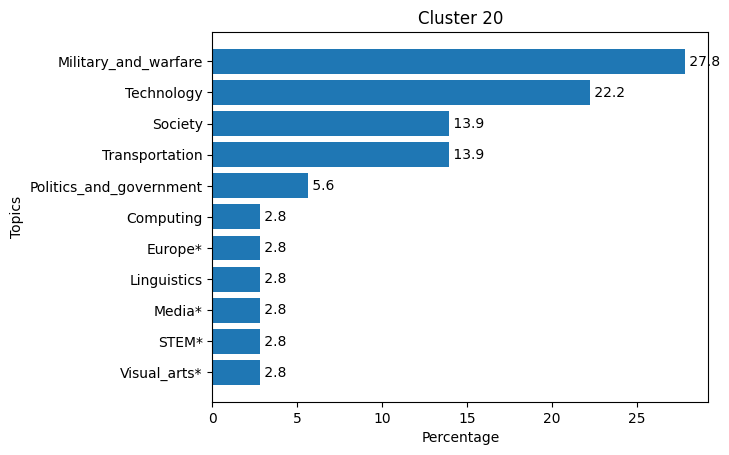 Cluster 20
Topics
Military_and_warfare 27.8
Technology 22.2
Society 13.9
Transportation 13.9
Politics_and_government 5.6
Computing 2.8
Europe* 2.8
Linguistics 2.8
Media* 2.8
STEM* 2.8
Visual_arts* 2.8
0 5 10 15 20 25
Percentage